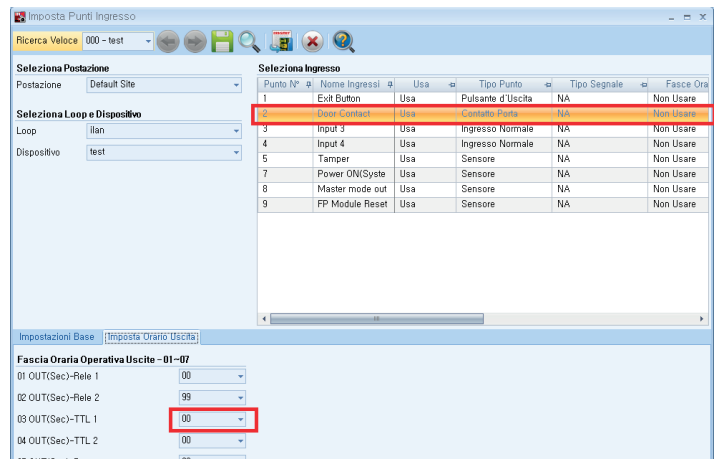 Imposta Punti Ingresso
Ricerca Veloce 000 - test
Seleziona Postazione
Postazione Default Site
Seleziona Loop e Dispositivo
Loop ilan
Dispositivo test
Seleziona Ingresso
Punto N° Nome Ingressi Usa Tipo Punto Tipo Segnale Fasce Ora
1 Exit Button Usa Pulsante d'Uscita NA Non Usare
2 Door Contact Usa Contatto Porta NA Non Usare
3 Input 3 Usa Ingresso Normale NA Non Usare
4 Input 4 Usa Ingresso Normale NA Non Usare
5 Tamper Usa Sensore NA Non Usare
7 Power ON(Syste Usa Sensore NA Non Usare
8 Master mode out Usa Sensore NA Non Usare
9 FP Module Reset Usa Sensore NA Non Usare
Impostazioni Base Imposta Orario Uscita
Fascia Oraria Operativa Uscite - 01~07
01 OUT(Sec)-Rele 1 00
02 OUT(Sec)-Rele 2 99
03 OUT(Sec)-TTL 1 00
04 OUT(Sec)-TTL 2 00